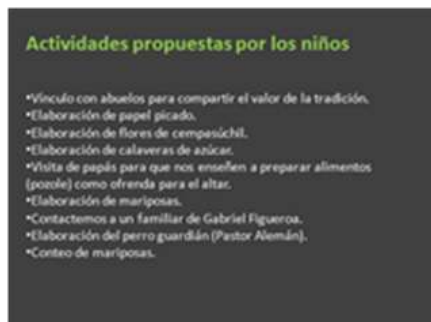 Actividades propuestas por los niños
•Vínculo con abuelos para compartir el valor de la tradición.
•Elaboración de papel picado.
•Elaboración de flores de cempasúchil.
•Elaboración de calaveras de azúcar.
•Visita de papás para que nos enseñen a preparar alimentos
(pozole) como ofrenda para el altar.
•Elaboración de mariposas.
•Contactemos a un familiar de Gabriel Figueroa.
•Elaboración del perro guardián (Pastor Alemán).
•Conteo de mariposas.